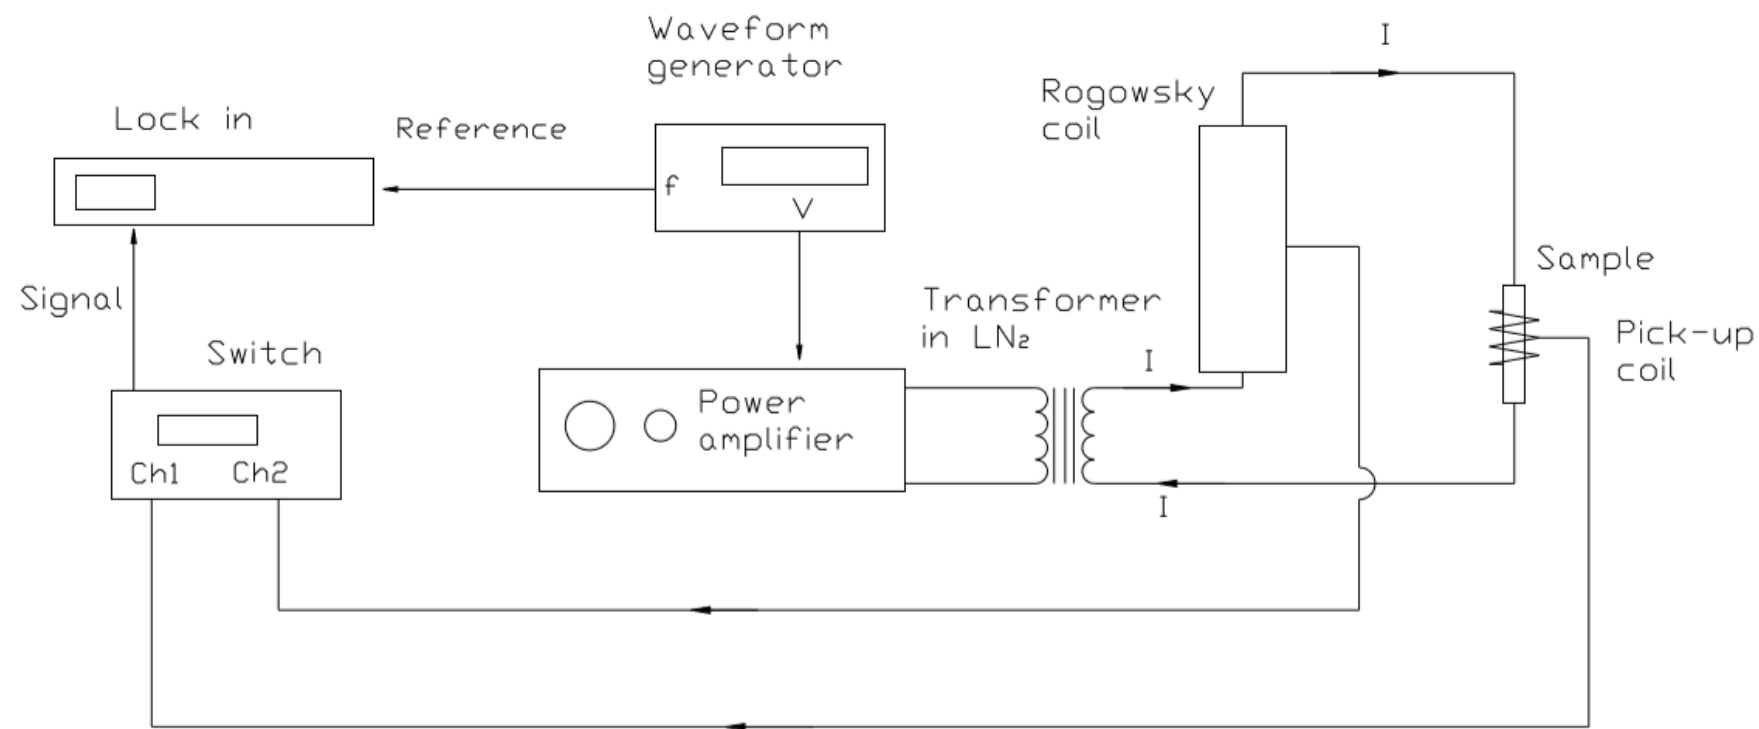 Waveform
generator
I
Rogowsky
coil
Lock in
Reference
f
V
Sample
Signal
Transformer
in LN₂
Pick-up
coil
Switch
I
Power
amplifier
Ch1 Ch2
I